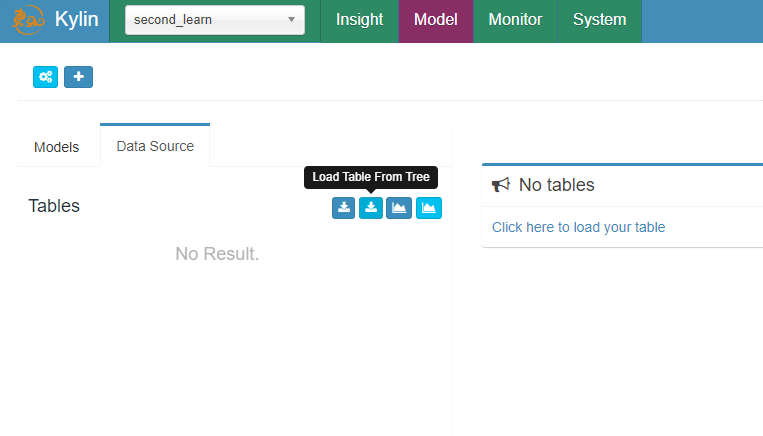 Kylin
second_learn
Insight
Model
Monitor
System
Models
Data Source
Load Table From Tree
Tables
No Result.
No tables
Click here to load your table